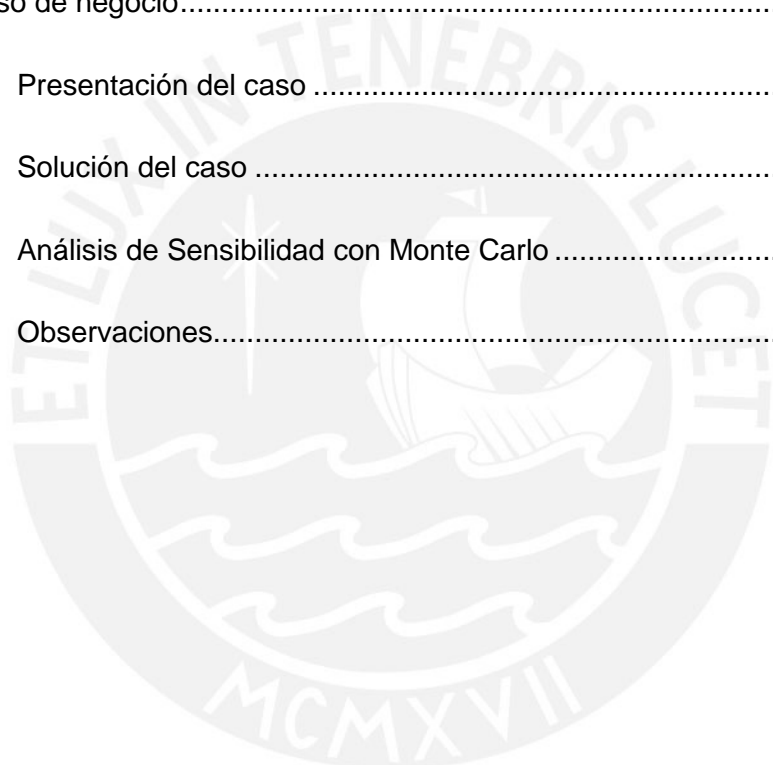 so de negocio.....................................................................
Presentación del caso .......................................................
Solución del caso ..............................................................
Análisis de Sensibilidad con Monte Carlo ..........................
Observaciones...................................................................
ET LUX IN TENEBRIS LUCET
MCMXVII